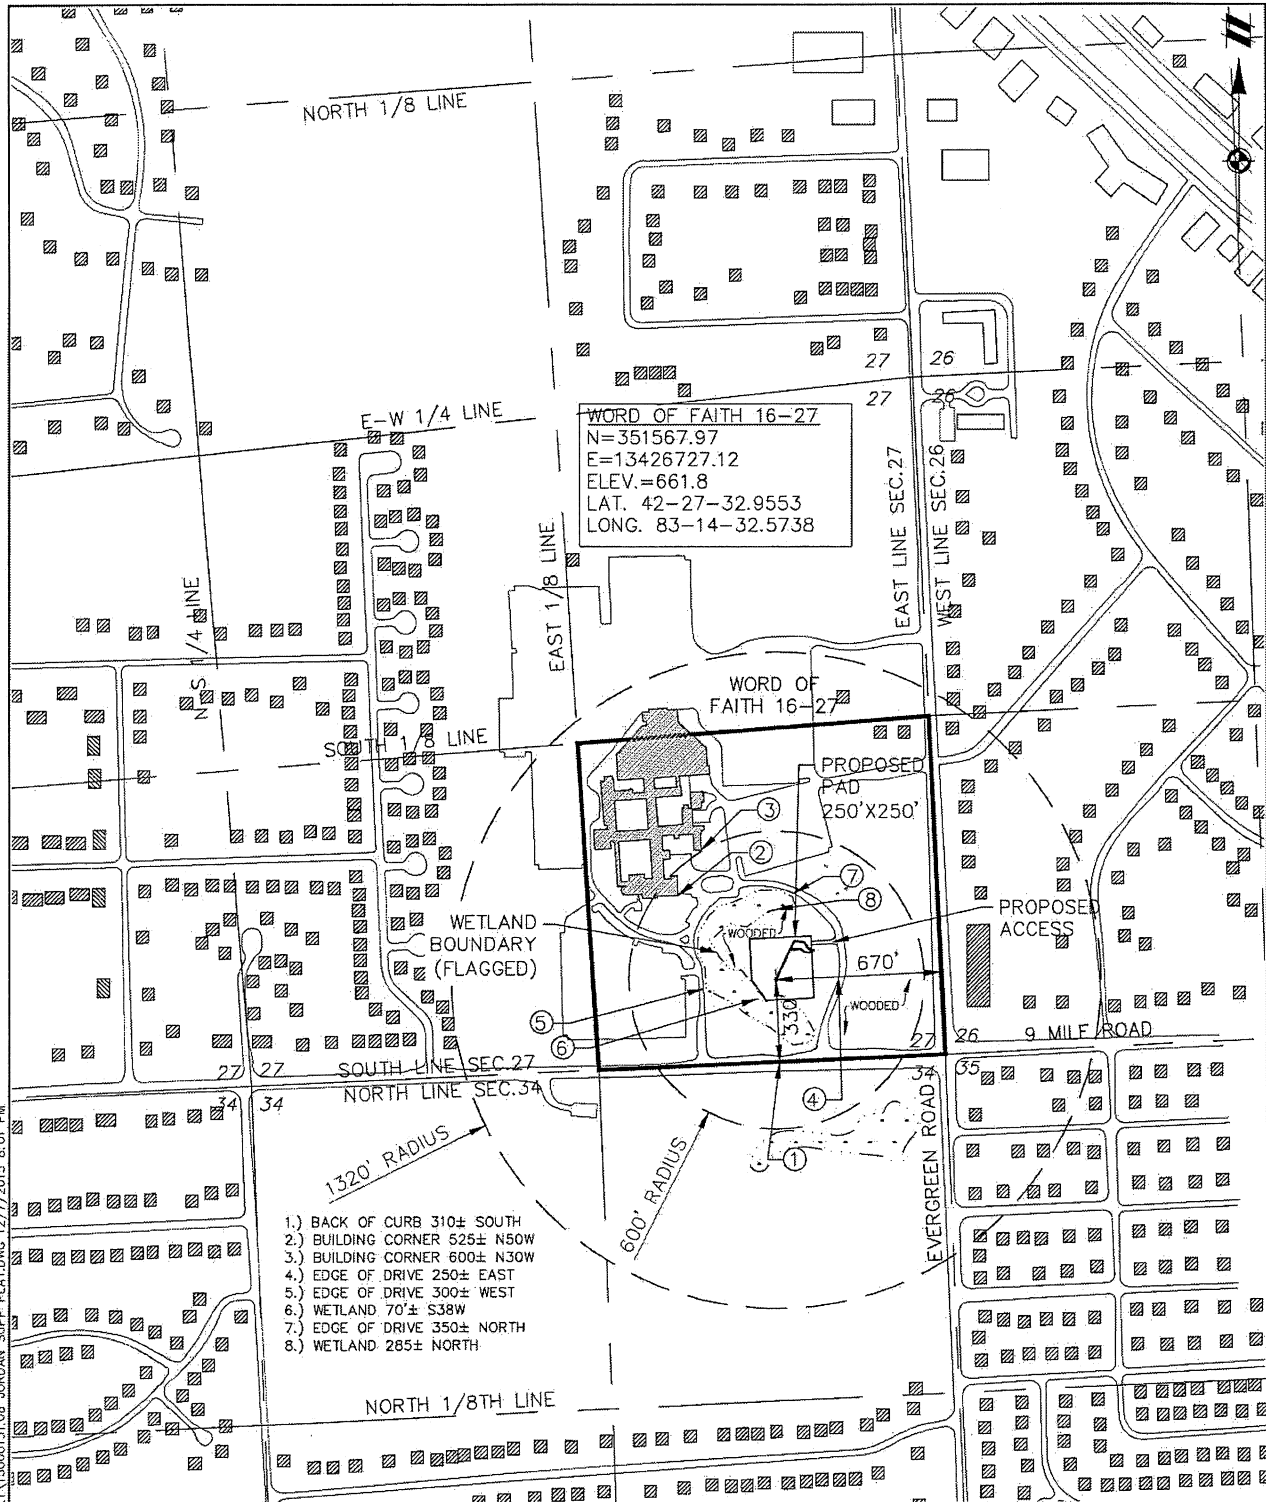 NORTH 1/8 LINE
27 26
27 26
E-W 1/4 LINE
WORD OF FAITH 16-27
N=351567.97
E=13426727.12
ELEV.=661.8
LAT. 42-27-32.9553
LONG. 83-14-32.5738
EAST LINE SEC.27
WEST LINE SEC.26
EAST 1/8 LINE
N-S 1/4 LINE
WORD OF
FAITH 16-27
SOUTH 1/8 LINE
PROPOSED
PAD
250'X250'
3
2
7
8
WETLAND
BOUNDARY
(FLAGGED)
WOODED
PROPOSED
ACCESS
670'
WOODED
330'
5
6
27 26
9 MILE ROAD
27 27
SOUTH LINE SEC.27
NORTH LINE SEC.34
34 35
34 34
4
1
EVERGREEN ROAD
1320' RADIUS
600' RADIUS
1.) BACK OF CURB 310± SOUTH
2.) BUILDING CORNER 525± N50W
3.) BUILDING CORNER 600± N30W
4.) EDGE OF DRIVE 250± EAST
5.) EDGE OF DRIVE 300± WEST
6.) WETLAND 70'± S38W
7.) EDGE OF DRIVE 350± NORTH
8.) WETLAND 285± NORTH
NORTH 1/8TH LINE
JORDAN SUPP PLAT.DWG 12/7/2013